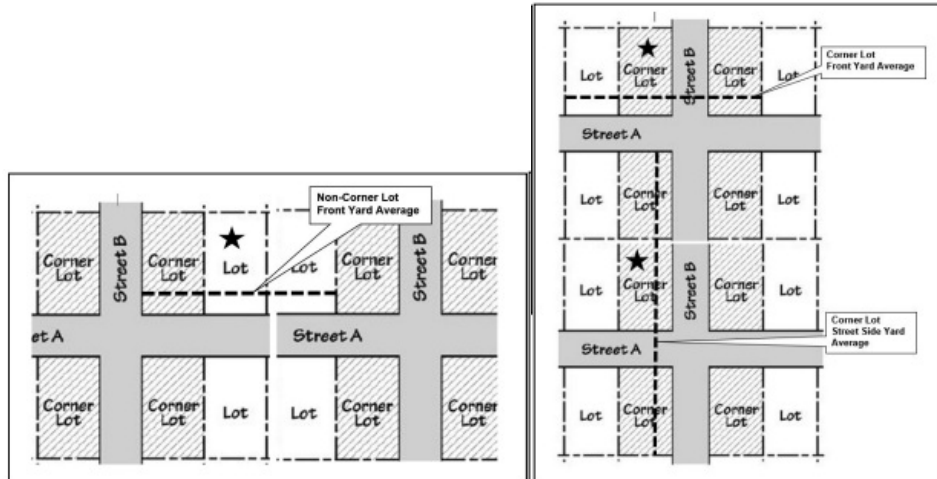 Non-Corner Lot
Front Yard Average
Corner
Lot
Street B
Corner
Lot
Lot
Lot
Corner
Lot
Street B
Corner
Lot
eet A
Street A
Corner
Lot
Corner
Lot
Lot
Lot
Corner
Lot
Corner
Lot
Corner Lot
Front Yard Average
Lot
Corner
Lot
Street B
Corner
Lot
Lot
Street A
Lot
Corner
Lot
Corner
Lot
Lot
Lot
Corner
Lot
Street B
Corner
Lot
Lot
Corner Lot
Street Side Yard
Average
Street A
Lot
Corner
Lot
Corner
Lot
Lot